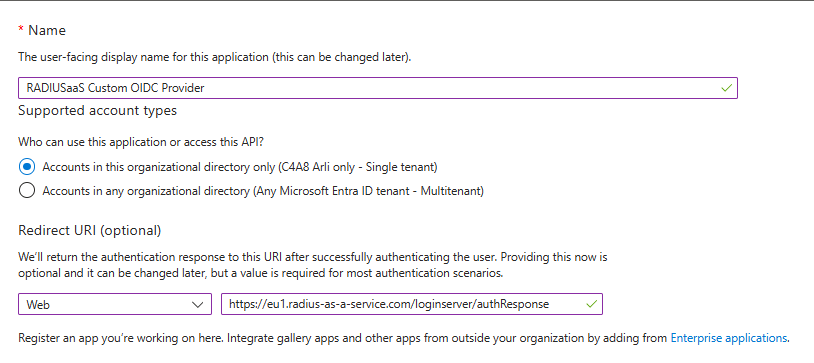 * Name
The user-facing display name for this application (this can be changed later).
RADIUSaaS Custom OIDC Provider
Supported account types
Who can use this application or access this API?
Accounts in this organizational directory only (C4A8 Arli only - Single tenant)
Accounts in any organizational directory (Any Microsoft Entra ID tenant - Multitenant)
Redirect URI (optional)
We'll return the authentication response to this URI after successfully authenticating the user. Providing this now is
optional and it can be changed later, but a value is required for most authentication scenarios.
Web https://eu1.radius-as-a-service.com/loginserver/authResponse
Register an app you're working on here. Integrate gallery apps and other apps from outside your organization by adding from Enterprise applications.